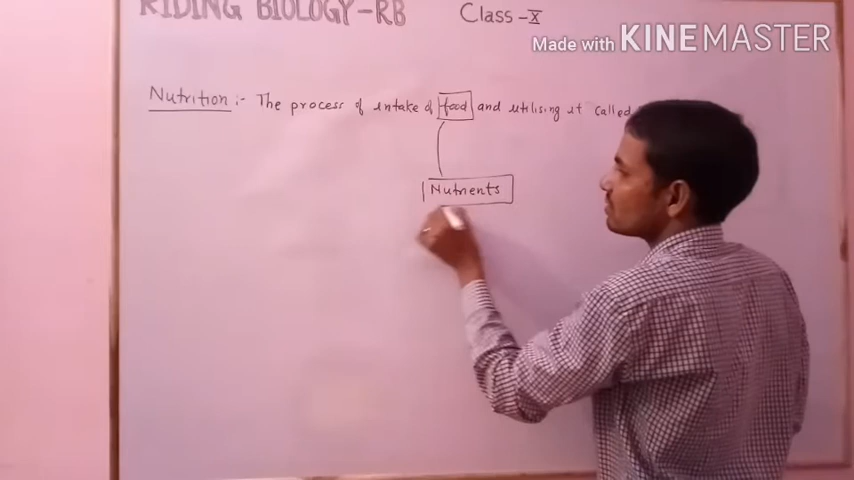 RIDING BIOLOGY-RB Class-X
Made with KINEMASTER
Nutrition :- The process of intake of food and utilising it called
Nutrients